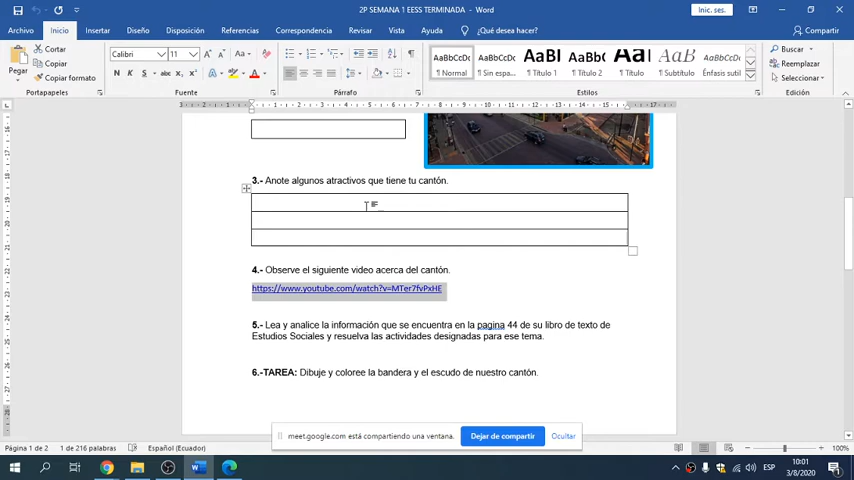 2P SEMANA 1 EESS TERMINADA - Word
Inic. ses.
Archivo Inicio Insertar Diseño Disposición Referencias Correspondencia Revisar Vista Ayuda ¿Qué desea hacer? Compartir
Pegar
Cortar
Copiar
Copiar formato
Portapapeles
Calibri 11
N K S abc
Fuente
Párrafo
AaBbCcDc AaBbCcDc AaBbC AaBbCc AaB AaB AaBbCcD AaBbCcDt
¶ Normal ¶ Sin espa... ¶ Título 1 ¶ Título 2 ¶ Título ¶ Subtítulo Énfasis sutil
Estilos
Buscar
Reemplazar
Seleccionar
Edición
3.- Anote algunos atractivos que tiene tu cantón.
4.- Observe el siguiente video acerca del cantón.
https://www.youtube.com/watch?v=MTer7fvPxHE
5.- Lea y analice la información que se encuentra en la pagina 44 de su libro de texto de
Estudios Sociales y resuelva las actividades designadas para ese tema.
6.-TAREA: Dibuje y coloree la bandera y el escudo de nuestro cantón.
meet.google.com está compartiendo una ventana. Dejar de compartir Ocultar
Página 1 de 2 1 de 216 palabras Español (Ecuador) 100%
ESP 10:01
3/8/2020